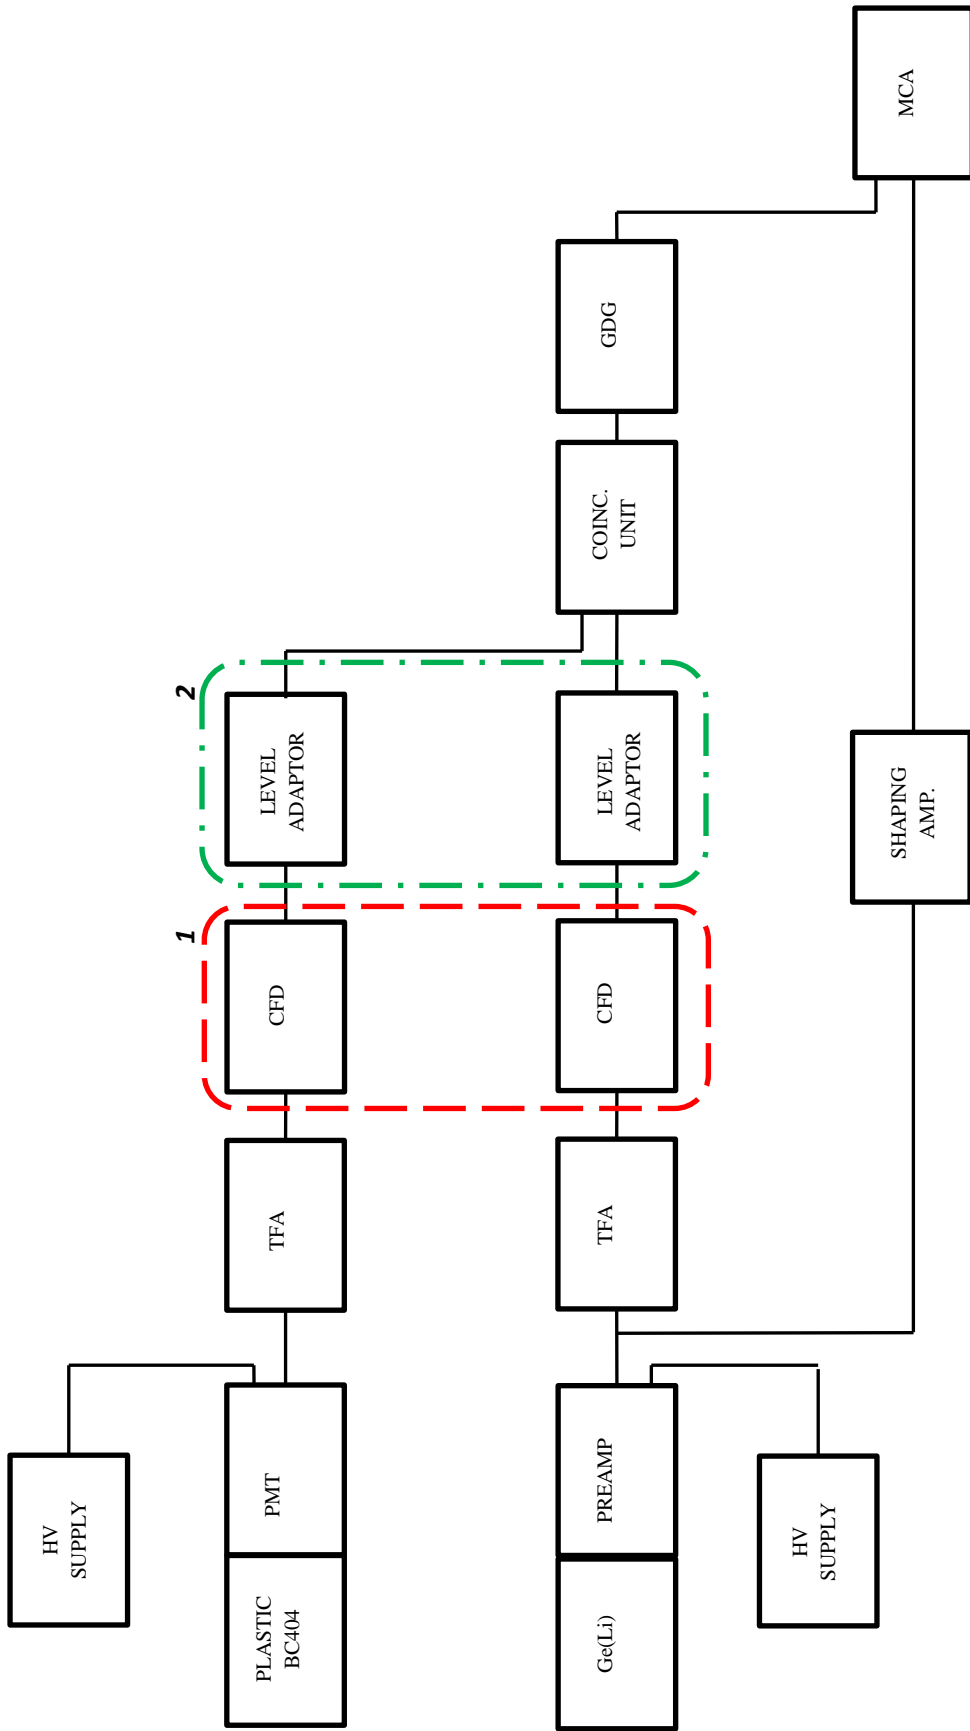 HV
SUPPLY
PLASTIC
BC404
PMT
TFA
CFD
1
LEVEL
ADAPTOR
2
Ge(Li)
PREAMP
TFA
CFD
LEVEL
ADAPTOR
COINC.
UNIT
GDG
HV
SUPPLY
SHAPING
AMP.
MCA